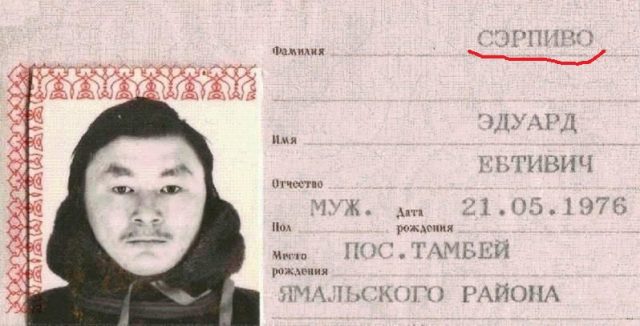 Фамилия СЭРПИВО
Имя ЭДУАРД
Отчество ЕВТИВИЧ
Пол МУЖ. Дата рождения 21.05.1976
Место рождения ПОС.ТАМБЕЙ
ЯМАЛЬСКОГО РАЙОНА